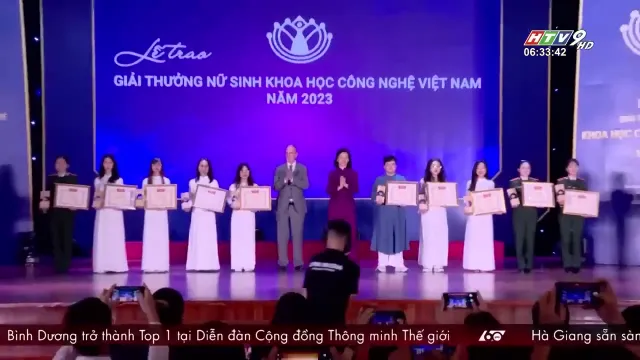 HTV9 HD
06:33:42
Lễ trao
GIẢI THƯỞNG NỮ SINH KHOA HỌC CÔNG NGHỆ VIỆT NAM
NĂM 2023
KHOA HỌC
Bình Dương trở thành Top 1 tại Diễn đàn Cộng đồng Thông minh Thế giới
60
Hà Giang sẵn sàn